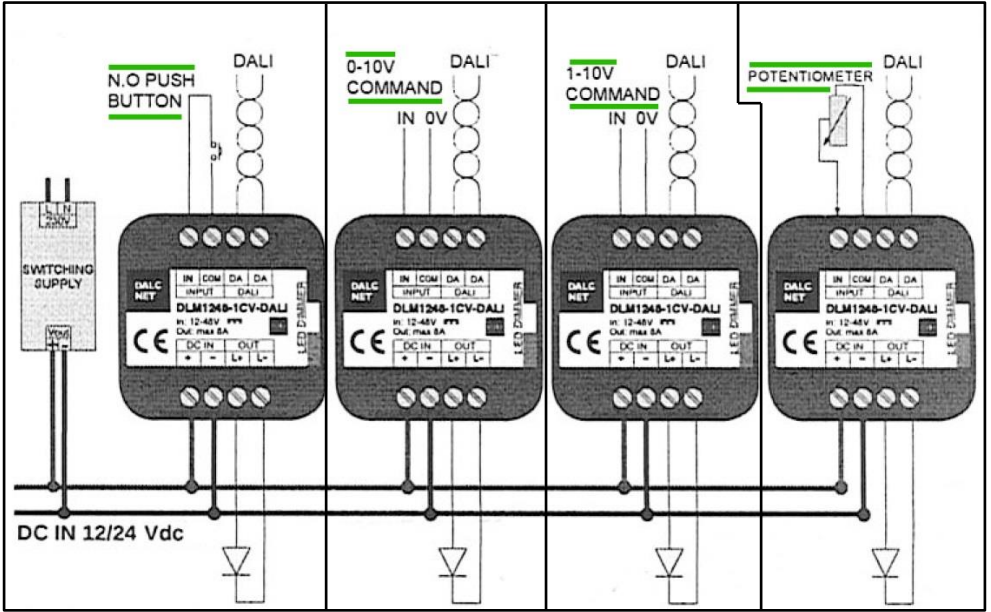 N.O PUSH
BUTTON
DALI
0-10V
COMMAND
IN 0V
DALI
1-10V
COMMAND
IN 0V
DALI
POTENTIOMETER
DALI
L N
230V
SWITCHING
SUPPLY
Vout
+ -
DALC
NET
IN COM DA DA
INPUT DALI
DLM1248-1CV-DALI
In: 12-48V
Out: max 8A
DC IN OUT
+ - L+ L-
CE
LED DIMMER
DALC
NET
IN COM DA DA
INPUT DALI
DLM1248-1CV-DALI
In: 12-48V
Out: max 8A
DC IN OUT
+ - L+ L-
CE
LED DIMMER
DALC
NET
IN COM DA DA
INPUT DALI
DLM1248-1CV-DALI
In: 12-48V
Out: max 8A
DC IN OUT
+ - L+ L-
CE
LED DIMMER
DALC
NET
IN COM DA DA
INPUT DALI
DLM1248-1CV-DALI
In: 12-48V
Out: max 8A
DC IN OUT
+ - L+ L-
CE
LED DIMMER
DC IN 12/24 Vdc